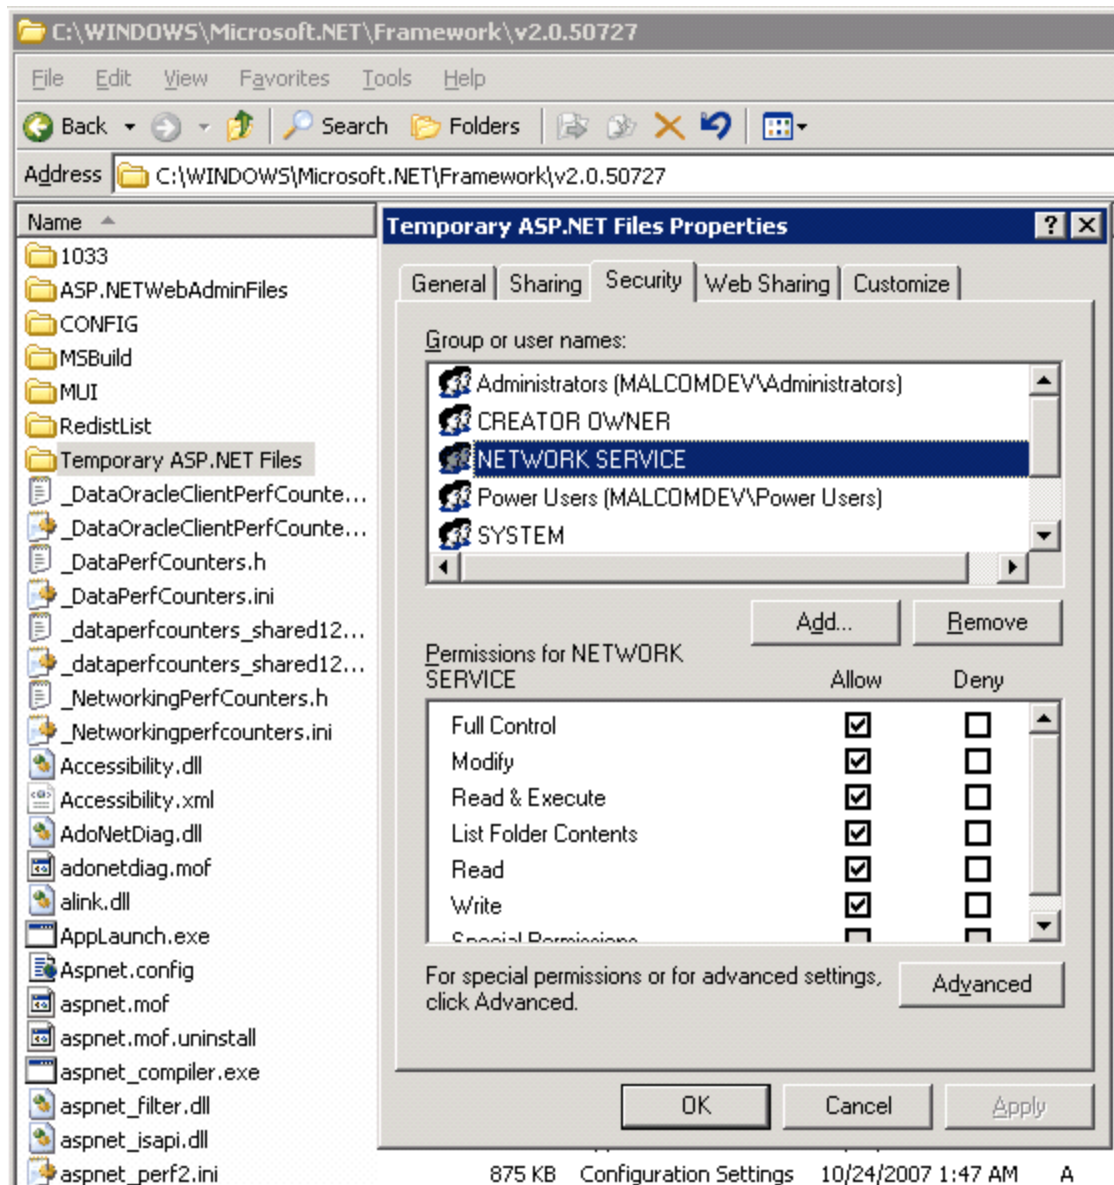 C:\WINDOWS\Microsoft.NET\Framework\v2.0.50727
File Edit View Favorites Tools Help
Back Search Folders
Address C:\WINDOWS\Microsoft.NET\Framework\v2.0.50727
Name
1033
ASP.NETWebAdminFiles
CONFIG
MSBuild
MUI
RedistList
Temporary ASP.NET Files
_DataOracleClientPerfCounte...
_DataOracleClientPerfCounte...
_DataPerfCounters.h
_DataPerfCounters.ini
_dataperfcounters_shared12...
_dataperfcounters_shared12...
_NetworkingPerfCounters.h
_Networkingperfcounters.ini
Accessibility.dll
Accessibility.xml
AdoNetDiag.dll
adonetdiag.mof
alink.dll
AppLaunch.exe
Aspnet.config
aspnet.mof
aspnet.mof.uninstall
aspnet_compiler.exe
aspnet_filter.dll
aspnet_isapi.dll
aspnet_perf2.ini 875 KB Configuration Settings 10/24/2007 1:47 AM A
Temporary ASP.NET Files Properties
General Sharing Security Web Sharing Customize
Group or user names:
Administrators (MALCOMDEV\Administrators)
CREATOR OWNER
NETWORK SERVICE
Power Users (MALCOMDEV\Power Users)
SYSTEM
Add... Remove
Permissions for NETWORK
SERVICE Allow Deny
Full Control
Modify
Read & Execute
List Folder Contents
Read
Write
Special Permissions
For special permissions or for advanced settings,
click Advanced.
Advanced
OK Cancel Apply